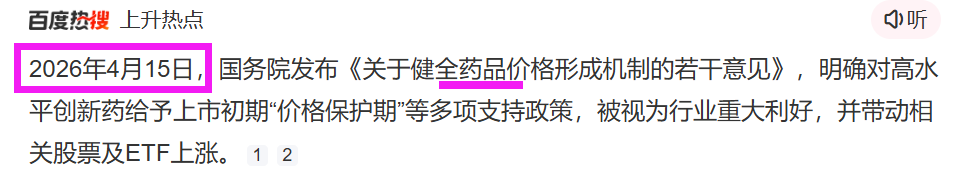 百度热搜 上升热点 听
2026年4月15日，国务院发布《关于健全药品价格形成机制的若干意见》，明确对高水
平创新药给予上市初期“价格保护期”等多项支持政策，被视为行业重大利好，并带动相
关股票及ETF上涨。 1 2